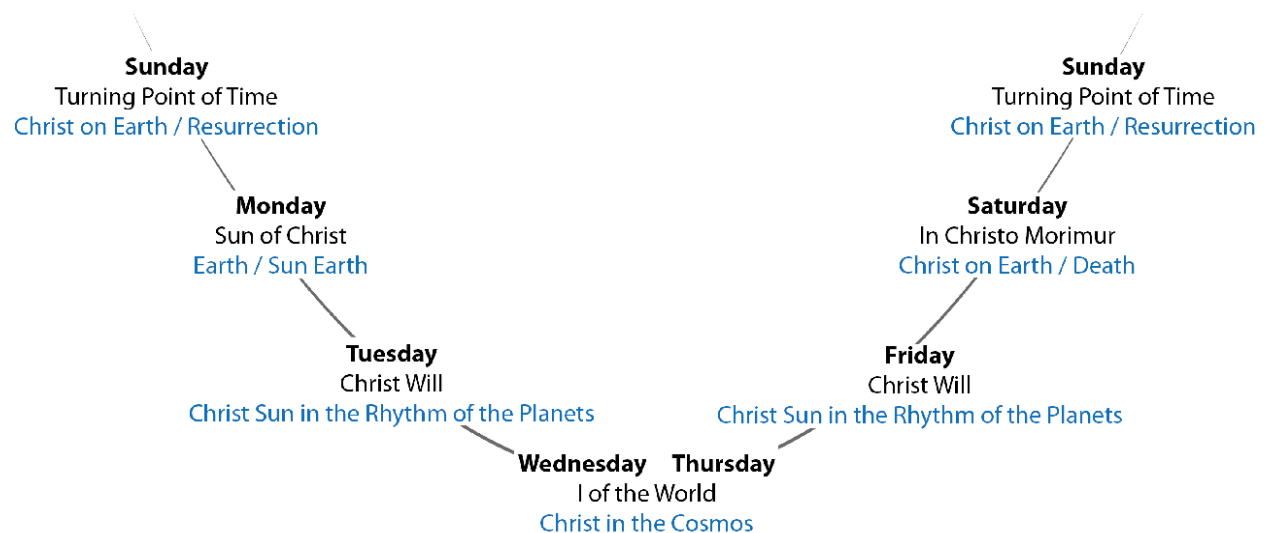 Sunday
Turning Point of Time
Christ on Earth / Resurrection
Monday
Sun of Christ
Earth / Sun Earth
Tuesday
Christ Will
Christ Sun in the Rhythm of the Planets
Wednesday Thursday
I of the World
Christ in the Cosmos
Friday
Christ Will
Christ Sun in the Rhythm of the Planets
Saturday
In Christo Morimur
Christ on Earth / Death
Sunday
Turning Point of Time
Christ on Earth / Resurrection